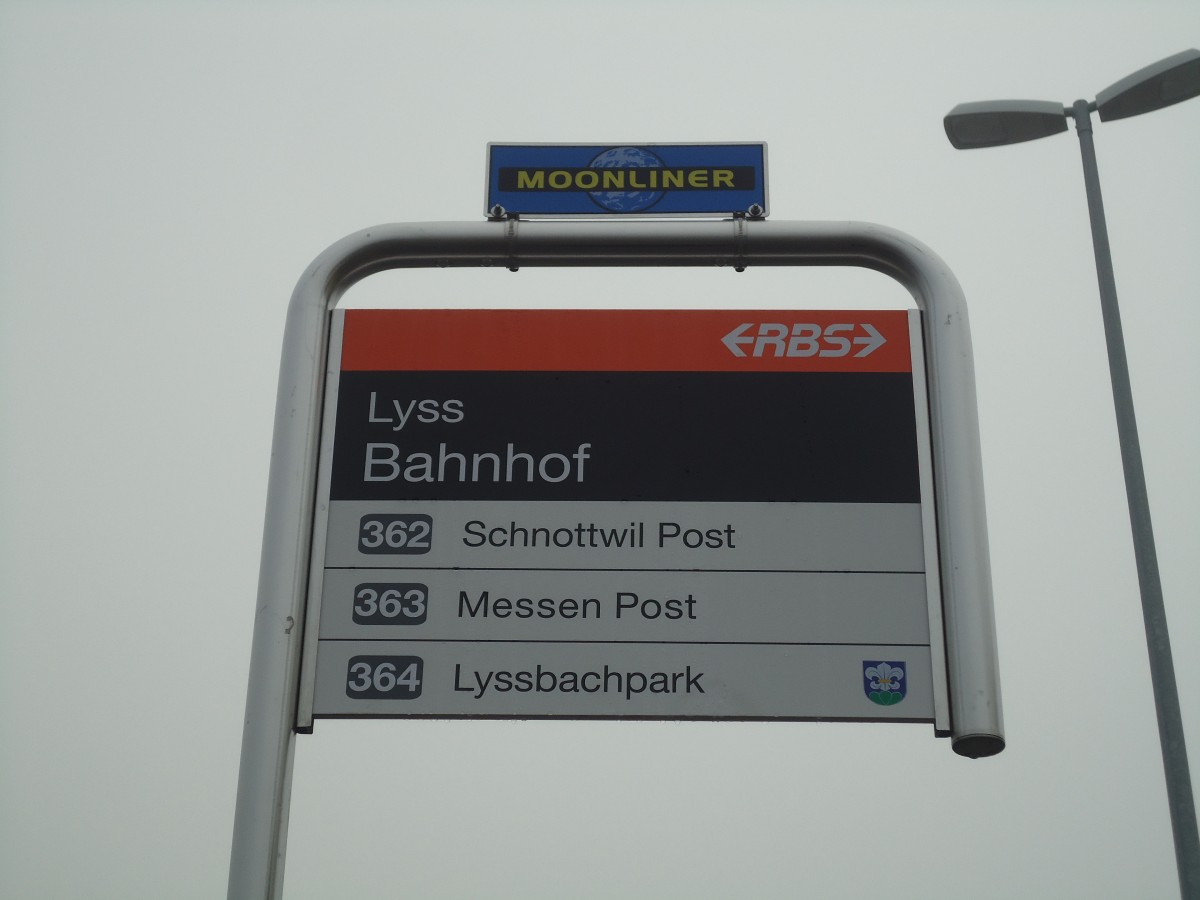 MOONLINER
RBS
Lyss
Bahnhof
362 Schnottwil Post
363 Messen Post
364 Lyssbachpark